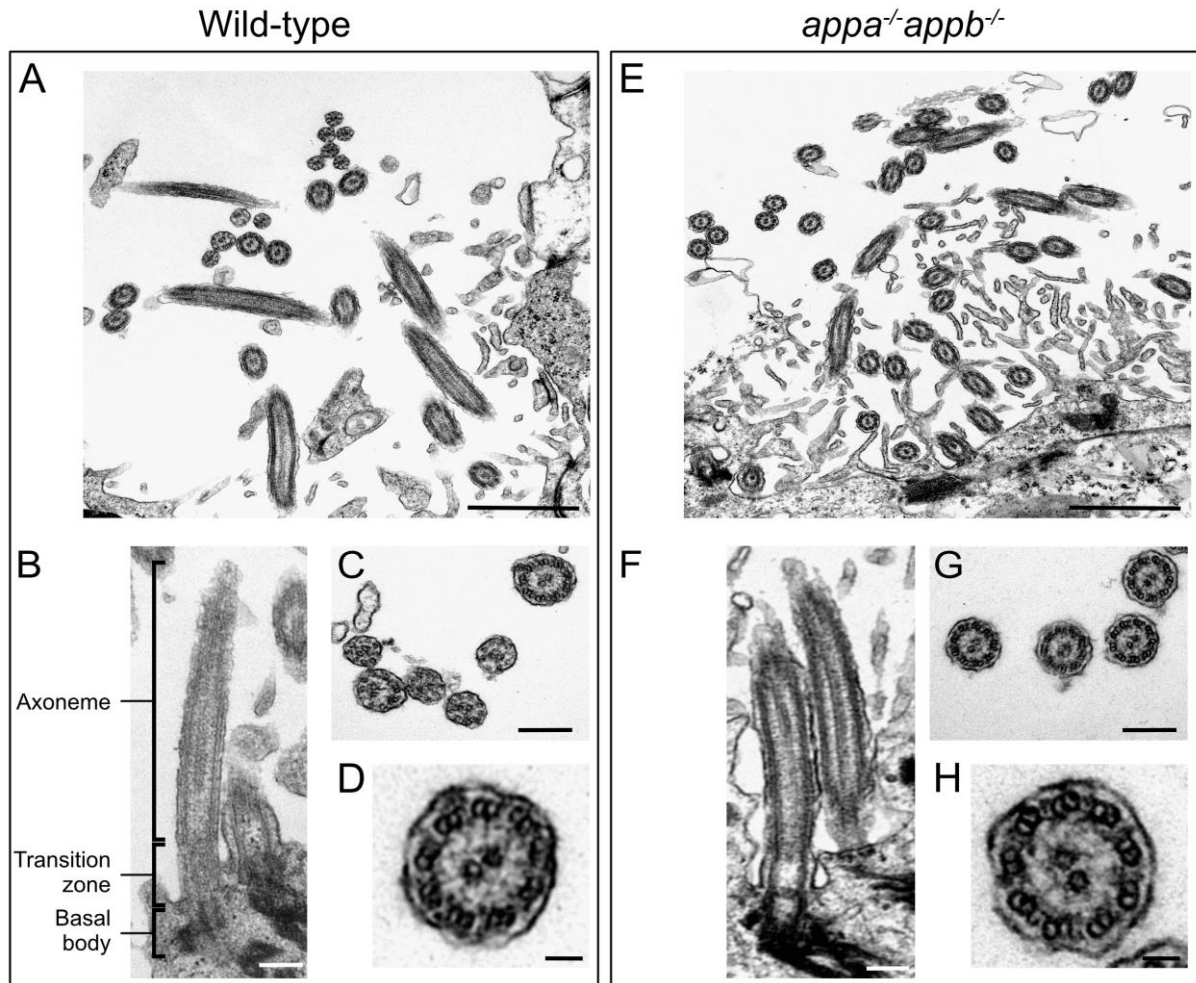 Wild-type
appa-/-appb-/-
A
E
B
C
F
G
Axoneme
D
H
Transition
zone
Basal
body